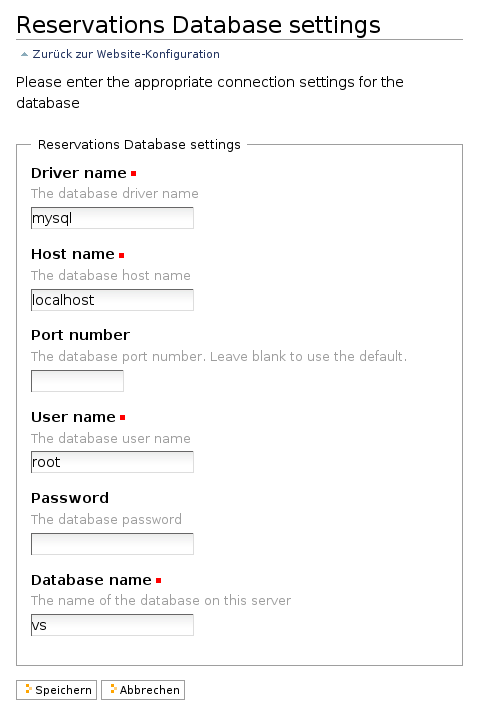 Reservations Database settings
Zurück zur Website-Konfiguration
Please enter the appropriate connection settings for the
database
Reservations Database settings
Driver name
The database driver name
mysql
Host name
The database host name
localhost
Port number
The database port number. Leave blank to use the default.
User name
The database user name
root
Password
The database password
Database name
The name of the database on this server
vs
Speichern Abbrechen